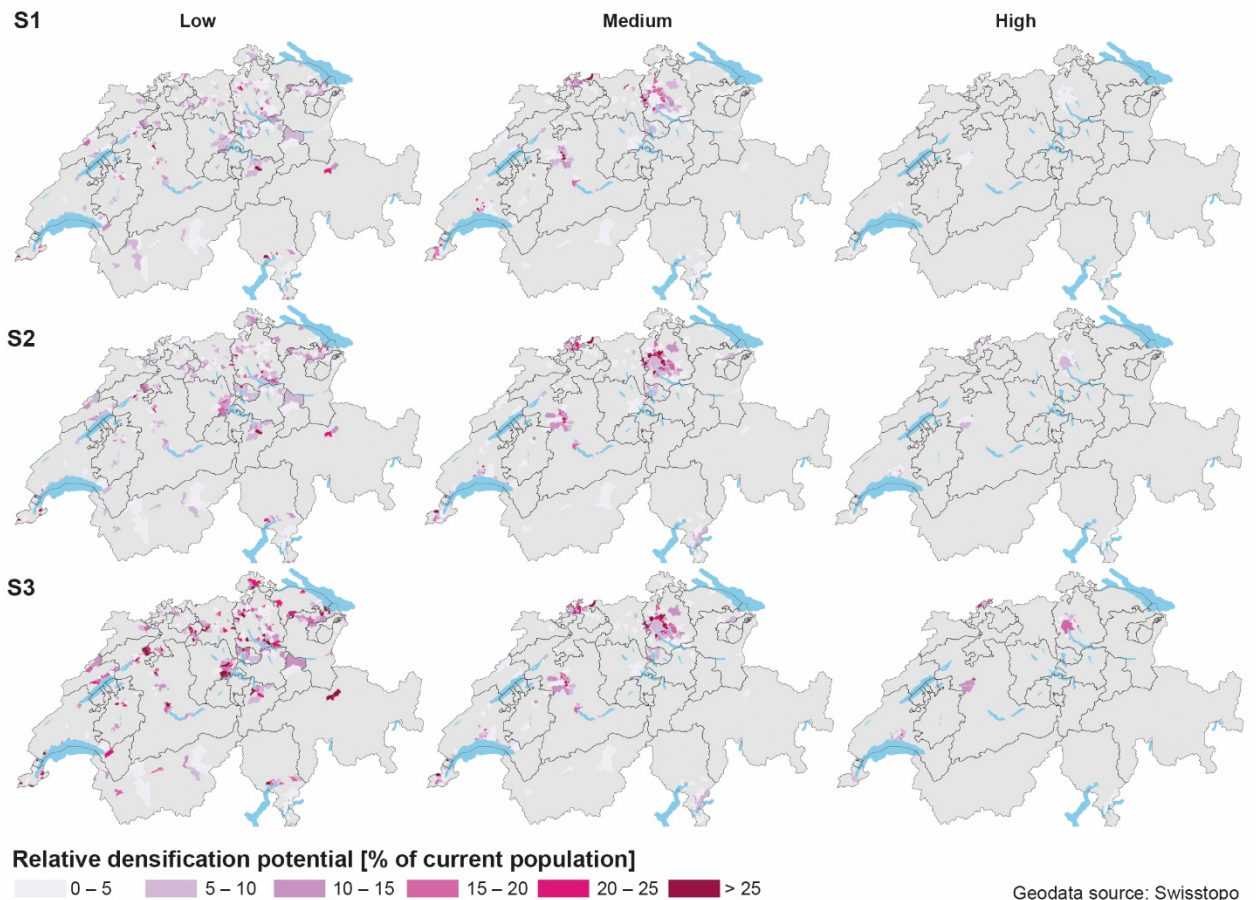 S1
Low
Medium
High
S2
S3
Relative densification potential [% of current population]
0 – 5
5 – 10
10 – 15
15 – 20
20 – 25
> 25
Geodata source: Swisstopo